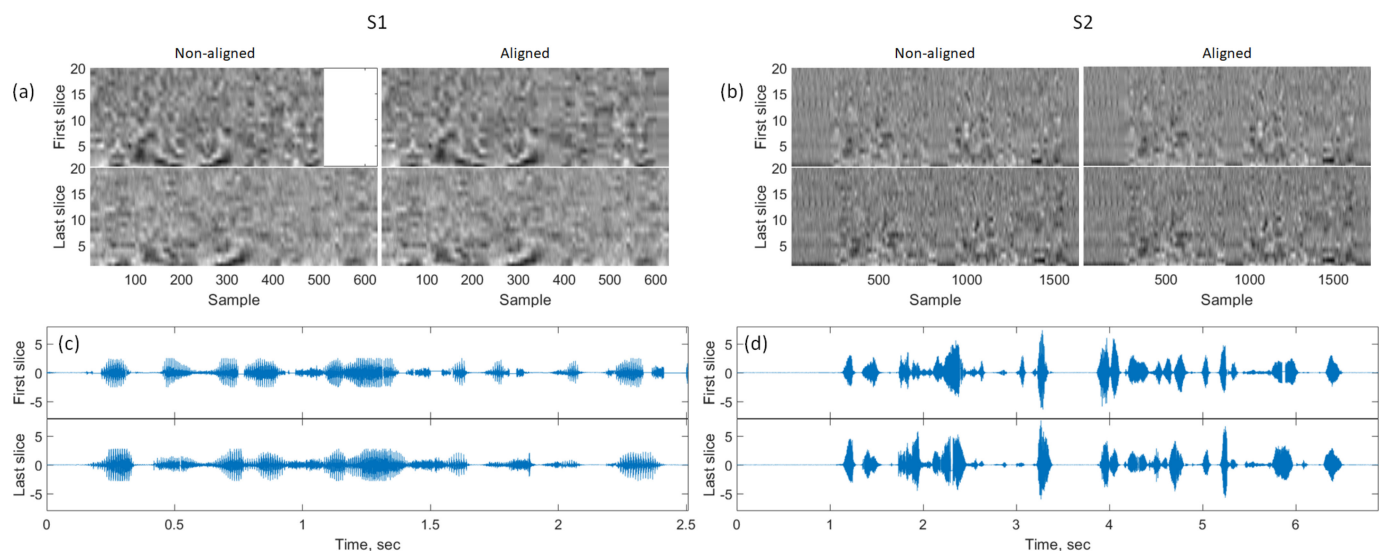 S1
S2
Non-aligned
Aligned
Non-aligned
Aligned
(a)
First slice
20
15
10
5
Last slice
20
15
10
5
100 200 300 400 500 600
100 200 300 400 500 600
Sample
Sample
(b)
First slice
20
15
10
5
Last slice
20
15
10
5
500 1000 1500
500 1000 1500
Sample
Sample
(c)
First slice
5
0
-5
Last slice
5
0
-5
0 0.5 1 1.5 2 2.5
Time, sec
(d)
First slice
5
0
-5
Last slice
5
0
-5
0 1 2 3 4 5 6
Time, sec